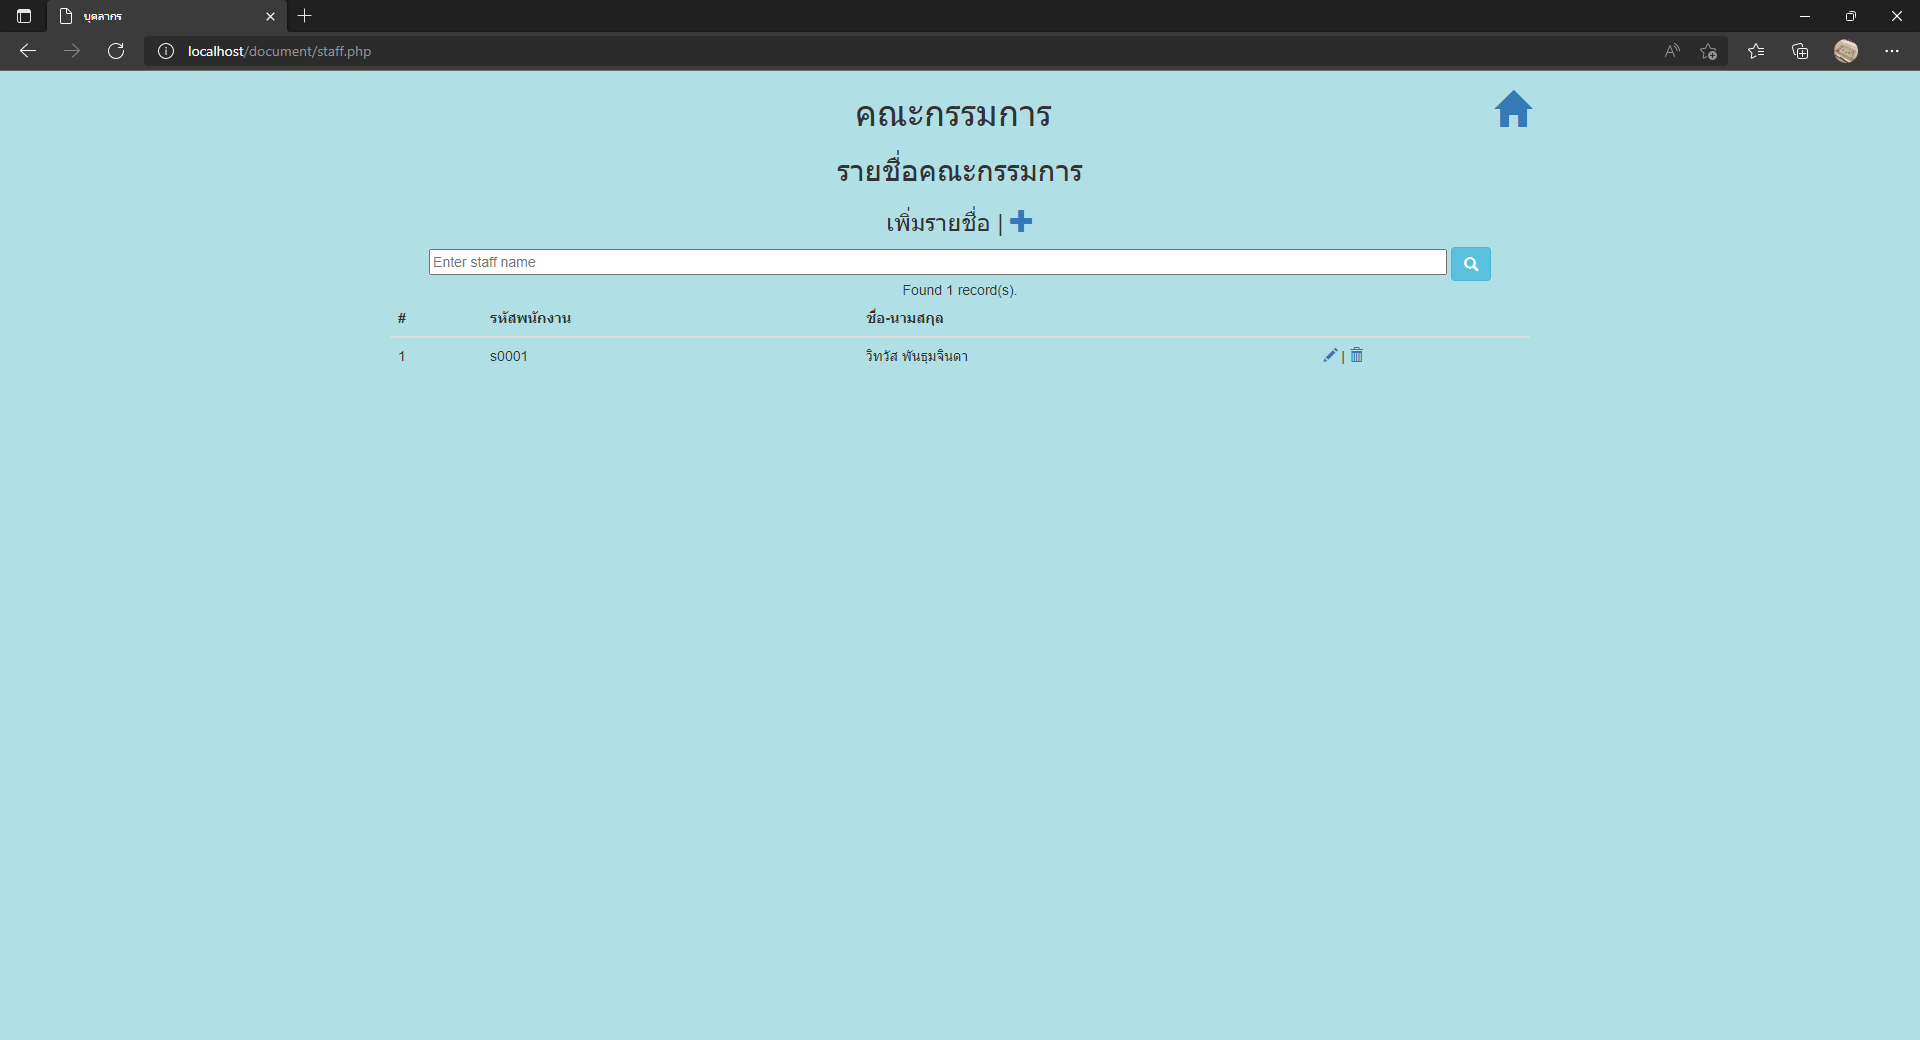 บุคลากร
localhost/document/staff.php
คณะกรรมการ
รายชื่อคณะกรรมการ
เพิ่มรายชื่อ |
Enter staff name
Found 1 record(s).
# รหัสพนักงาน ชื่อ-นามสกุล
1 s0001 วิทวัส พันธุมจินดา |